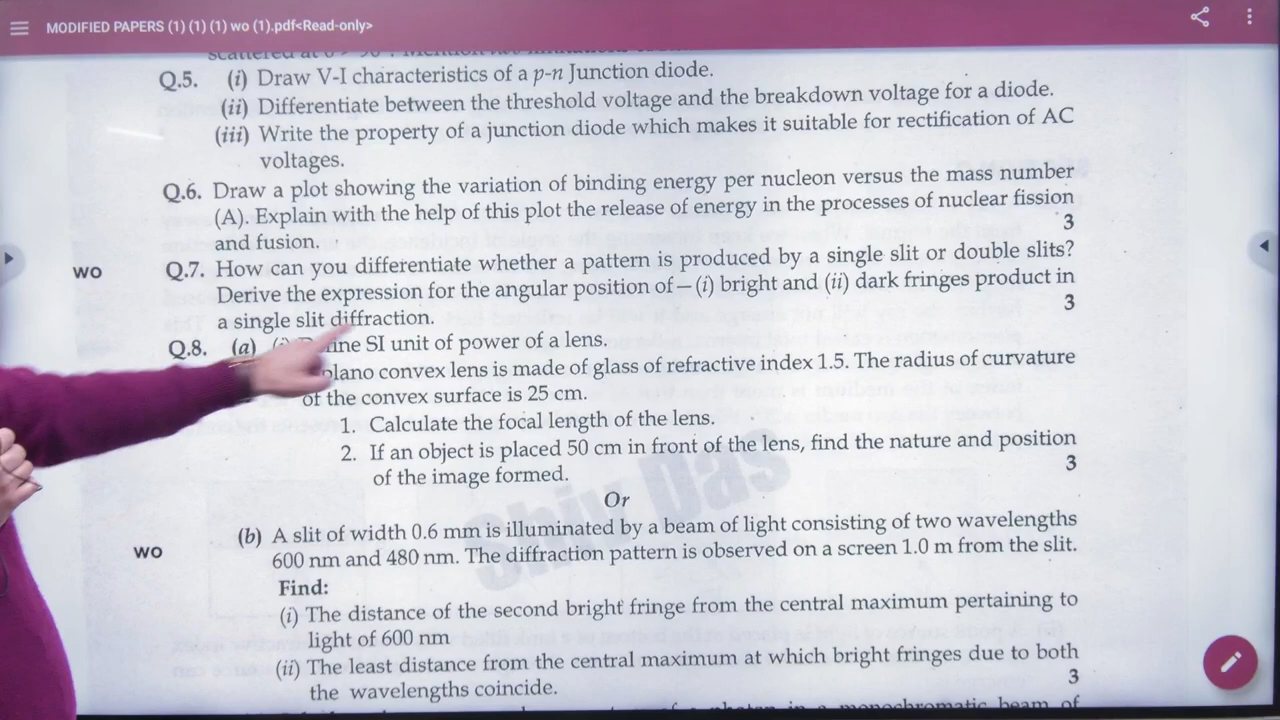 MODIFIED PAPERS (1) (1) (1) wo (1).pdf<Read-only>
Q.5. (i) Draw V-I characteristics of a p-n Junction diode.
(ii) Differentiate between the threshold voltage and the breakdown voltage for a diode.
(iii) Write the property of a junction diode which makes it suitable for rectification of AC
voltages.
Q.6. Draw a plot showing the variation of binding energy per nucleon versus the mass number
(A). Explain with the help of this plot the release of energy in the processes of nuclear fission
and fusion. 3
wo Q.7. How can you differentiate whether a pattern is produced by a single slit or double slits?
Derive the expression for the angular position of—(i) bright and (ii) dark fringes product in
a single slit diffraction. 3
Q.8. (a) SI unit of power of a lens.
plano convex lens is made of glass of refractive index 1.5. The radius of curvature
of the convex surface is 25 cm.
1. Calculate the focal length of the lens.
2. If an object is placed 50 cm in front of the lens, find the nature and position
of the image formed. 3
Or
wo (b) A slit of width 0.6 mm is illuminated by a beam of light consisting of two wavelengths
600 nm and 480 nm. The diffraction pattern is observed on a screen 1.0 m from the slit.
Find:
(i) The distance of the second bright fringe from the central maximum pertaining to
light of 600 nm
(ii) The least distance from the central maximum at which bright fringes due to both
the wavelengths coincide. 3
monochromatic beam of
Shiv Das